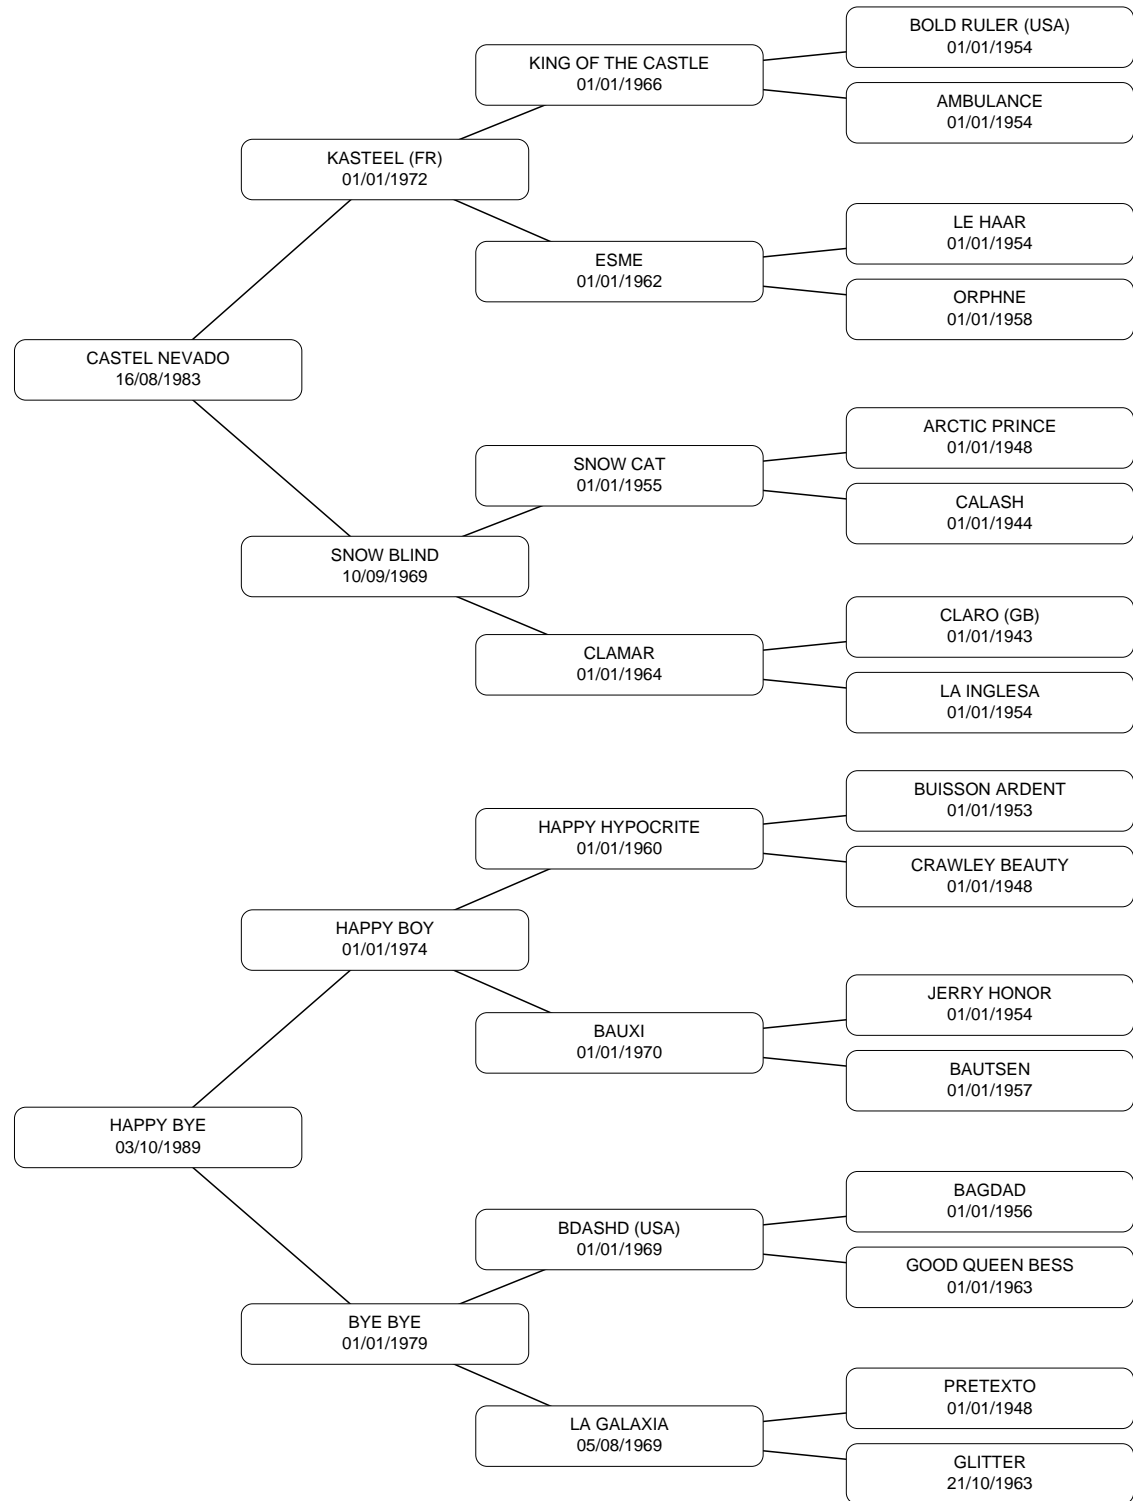 BOLD RULER (USA)
01/01/1954
KING OF THE CASTLE
01/01/1966
AMBULANCE
01/01/1954
KASTEEL (FR)
01/01/1972
LE HAAR
01/01/1954
ESME
01/01/1962
ORPHNE
01/01/1958
CASTEL NEVADO
16/08/1983
ARCTIC PRINCE
01/01/1948
SNOW CAT
01/01/1955
CALASH
01/01/1944
SNOW BLIND
10/09/1969
CLARO (GB)
01/01/1943
CLAMAR
01/01/1964
LA INGLESA
01/01/1954
BUISSON ARDENT
01/01/1953
HAPPY HYPOCRITE
01/01/1960
CRAWLEY BEAUTY
01/01/1948
HAPPY BOY
01/01/1974
JERRY HONOR
01/01/1954
BAUXI
01/01/1970
BAUTSEN
01/01/1957
HAPPY BYE
03/10/1989
BAGDAD
01/01/1956
BDASHD (USA)
01/01/1969
GOOD QUEEN BESS
01/01/1963
BYE BYE
01/01/1979
PRETEXTO
01/01/1948
LA GALAXIA
05/08/1969
GLITTER
21/10/1963